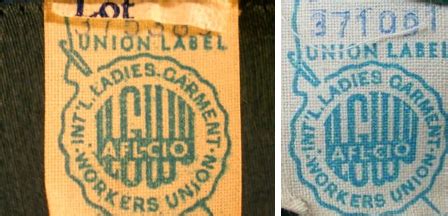 Lot
UNION LABEL
INT'L. LADIES. GARMENT
ILGWU
AFL-CIO
WORKERS UNION
37109
UNION LABEL
INT'L. LADIES. GARMENT
ILGWU
AFL-CIO
WORKERS UNION